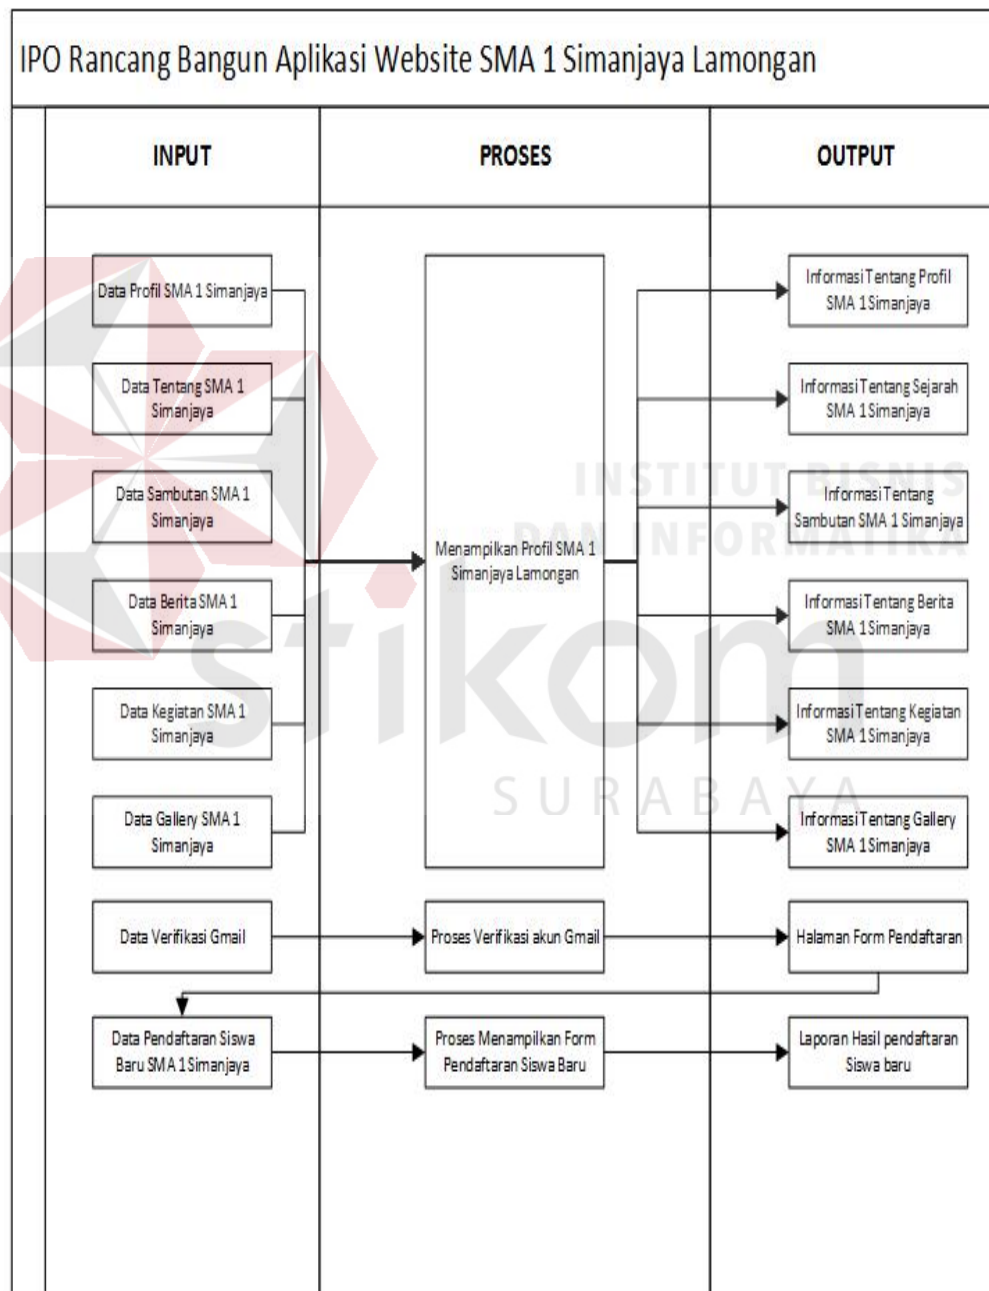 IPO Rancang Bangun Aplikasi Website SMA 1 Simanjaya Lamongan
INPUT
PROSES
OUTPUT
Data Profil SMA 1 Simanjaya
Data Tentang SMA 1
Simanjaya
Data Sambutan SMA 1
Simanjaya
Data Berita SMA 1
Simanjaya
Data Kegiatan SMA 1
Simanjaya
Data Gallery SMA 1
Simanjaya
Menampilkan Profil SMA 1
Simanjaya Lamongan
Informasi Tentang Profil
SMA 1 Simanjaya
Informasi Tentang Sejarah
SMA 1 Simanjaya
Informasi Tentang
Sambutan SMA 1 Simanjaya
Informasi Tentang Berita
SMA 1 Simanjaya
Informasi Tentang Kegiatan
SMA 1 Simanjaya
Informasi Tentang Gallery
SMA 1 Simanjaya
Data Verifikasi Gmail
Proses Verifikasi akun Gmail
Halaman Form Pendaftaran
Data Pendaftaran Siswa
Baru SMA 1 Simanjaya
Proses Menampilkan Form
Pendaftaran Siswa Baru
Laporan Hasil pendaftaran
Siswa baru
INSTITUT BISNIS
DAN INFORMATIKA
stikom
SURABAYA